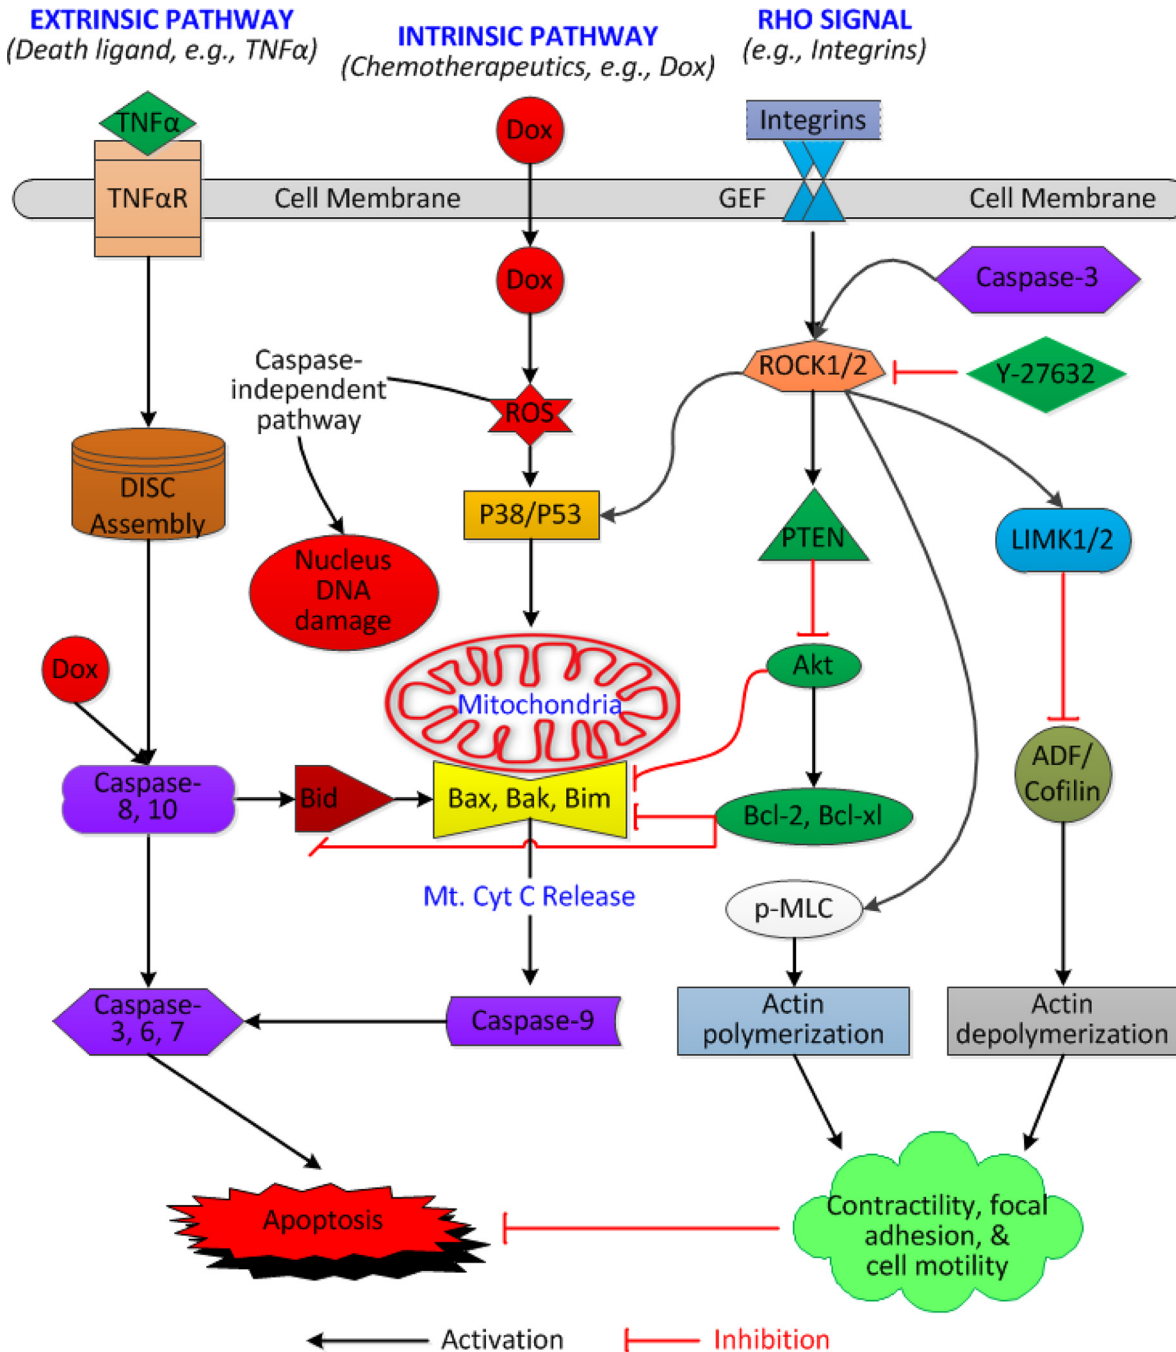 EXTRINSIC PATHWAY
(Death ligand, e.g., TNFα)
INTRINSIC PATHWAY
(Chemotherapeutics, e.g., Dox)
RHO SIGNAL
(e.g., Integrins)
TNFα
Dox
Integrins
TNFαR
Cell Membrane
GEF
Cell Membrane
Dox
Caspase-3
Caspase-
independent
pathway
ROS
ROCK1/2
Y-27632
DISC
Assembly
P38/P53
PTEN
LIMK1/2
Nucleus
DNA
damage
Dox
Mitochondria
Akt
ADF/
Cofilin
Caspase-
8, 10
Bid
Bax, Bak, Bim
Bcl-2, Bcl-xl
Mt. Cyt C Release
p-MLC
Caspase-
3, 6, 7
Caspase-9
Actin
polymerization
Actin
depolymerization
Apoptosis
Contractility, focal
adhesion, &
cell motility
Activation
Inhibition